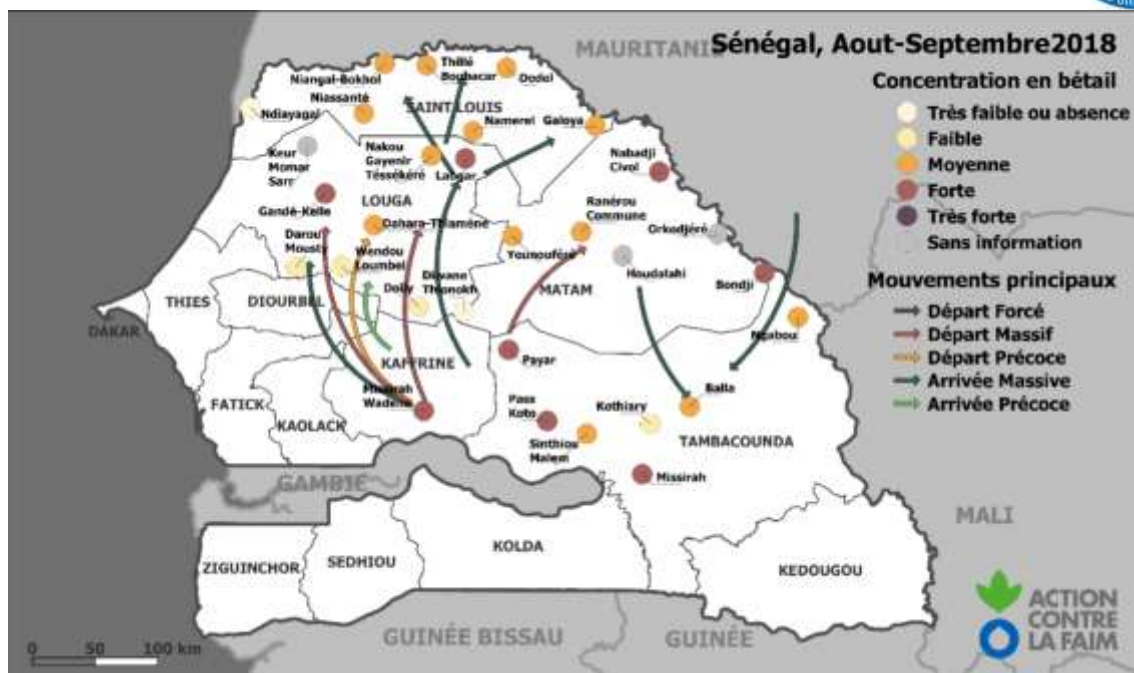 MAURITANIE
Sénégal, Aout-Septembre2018
Concentration en bétail
Très faible ou absence
Faible
Moyenne
Forte
Très forte
Sans information
Mouvements principaux
Départ Forcé
Départ Massif
Départ Précoce
Arrivée Massive
Arrivée Précoce
Niangal-Bokhol
Thillé
Boubacar
Dodel
Niassanté
Ndiayagal
SAINT LOUIS
Namerel
Galoya
Keur
Momar
Sarr
Nakou
Gayenir
Téssékéré
Labgar
Nabadji
Civol
LOUGA
Gandé-Kelle
Dahara-Thiamène
Ranérou
Commune
Orkodjéré
Darou
Mousty
Wendou
Loumbel
Younouféré
Houdalahi
Dolly
Thionokh
MATAM
Bondji
THIES
DIOURBEL
DAKAR
KAFFRINE
Payar
Missirah
Wadene
Balla
FATICK
KAOLACK
Pass
Koto
Kothiary
Sinthiou
Malem
TAMBACOUNDA
Missirah
GAMBIE
MALI
KOLDA
SEDHIOU
ZIGUINCHOR
KEDOUGOU
GUINÉE BISSAU
GUINÉE
0 50 100 km
ACTION
CONTRE
LA FAIM